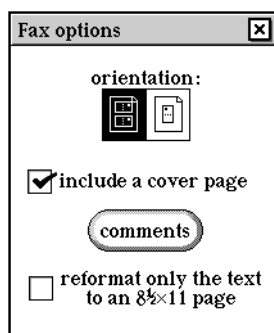 Fax options
orientation:
include a cover page
comments
reformat only the text
to an 8½×11 page